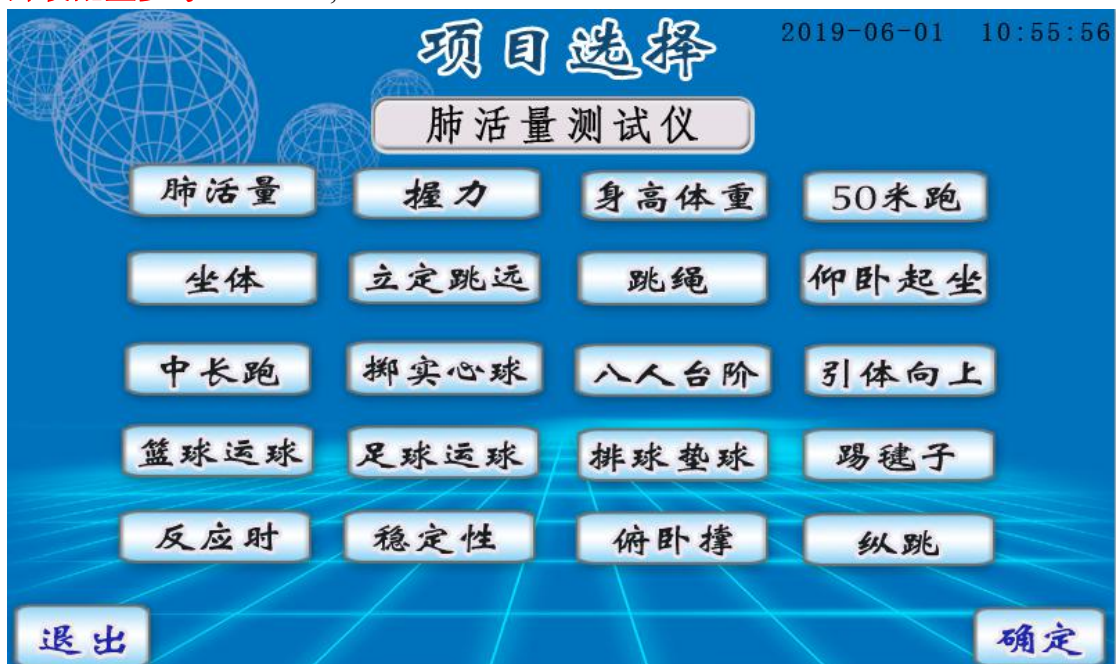 项目选择 2019-06-01 10:55:56
肺活量测试仪
肺活量 握力 身高体重 50米跑
坐体 立定跳远 跳绳 仰卧起坐
中长跑 掷实心球 八人台阶 引体向上
篮球运球 足球运球 排球垫球 踢毽子
反应时 稳定性 俯卧撑 纵跳
退出 确定